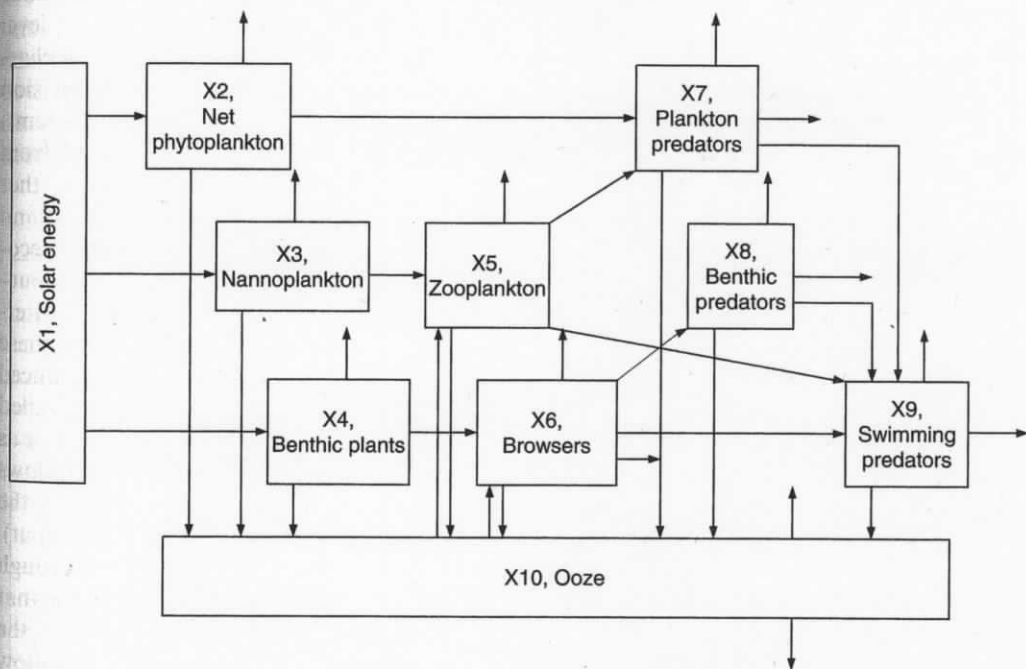 X1, Solar energy
X2,
Net
phytoplankton
X7,
Plankton
predators
X3,
Nannoplankton
X5,
Zooplankton
X8,
Benthic
predators
X4,
Benthic plants
X6,
Browsers
X9,
Swimming
predators
X10, Ooze